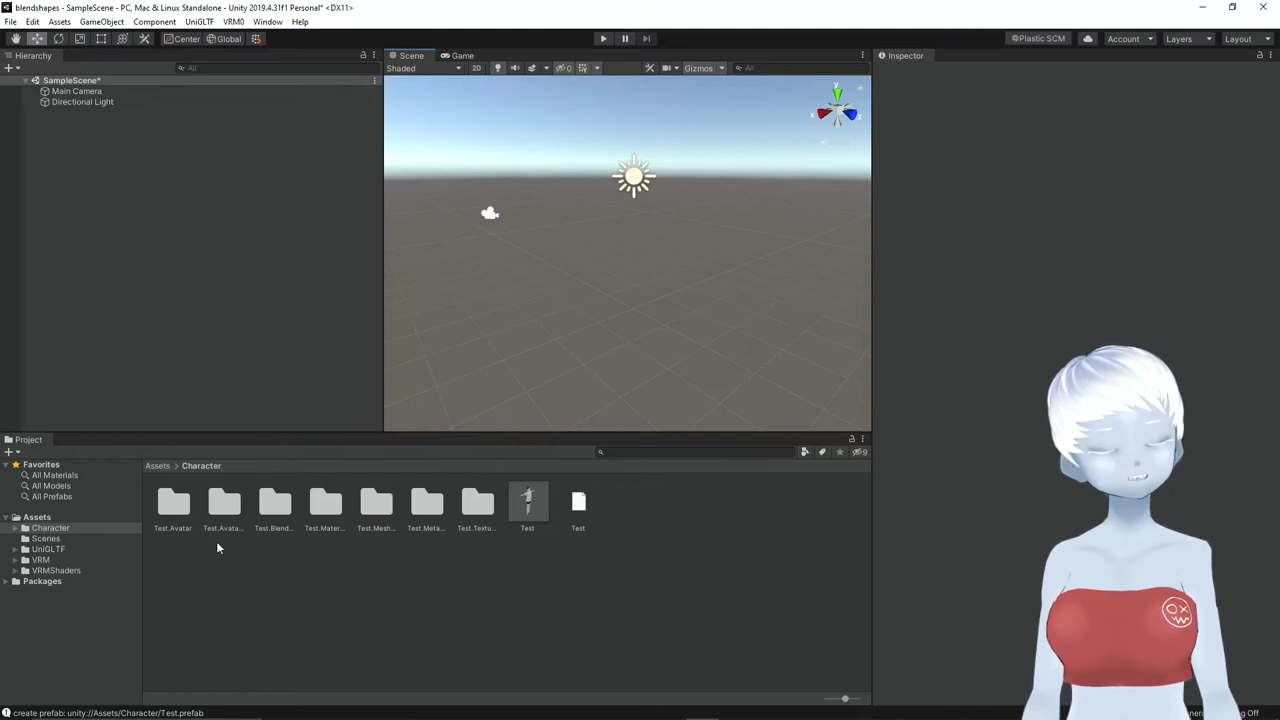 blendshapes - SampleScene - PC, Mac & Linux Standalone - Unity 2019.4.31f1 Personal* <DX11>
File Edit Assets GameObject Component UniGLTF VRM0 Window Help
Center Global Plastic SCM Account Layers Layout
Hierarchy
All
SampleScene*
Main Camera
Directional Light
Scene Game
Shaded 2D 0 Gizmos All
y
x z
Inspector
Project
9
Favorites
All Materials
All Models
All Prefabs
Assets
Character
Scenes
UniGLTF
VRM
VRMShaders
Packages
Assets > Character
Test.Avatar Test.Avata... Test.Blend... Test.Mater... Test.Mesh... Test.Meta... Test.Textu... Test Test
create prefab: unity://Assets/Character/Test.prefab